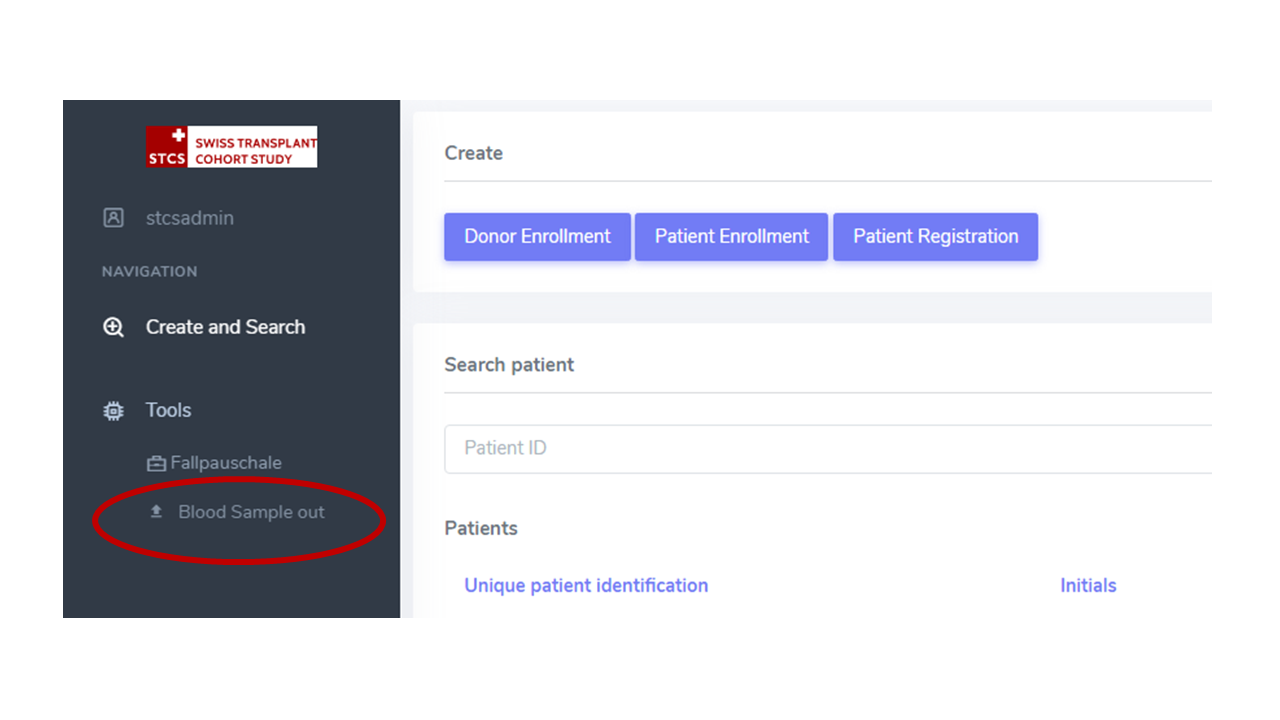 STCS
SWISS TRANSPLANT
COHORT STUDY
stcsadmin
NAVIGATION
Create and Search
Tools
Fallpauschale
Blood Sample out
Create
Donor Enrollment
Patient Enrollment
Patient Registration
Search patient
Patient ID
Patients
Unique patient identification
Initials